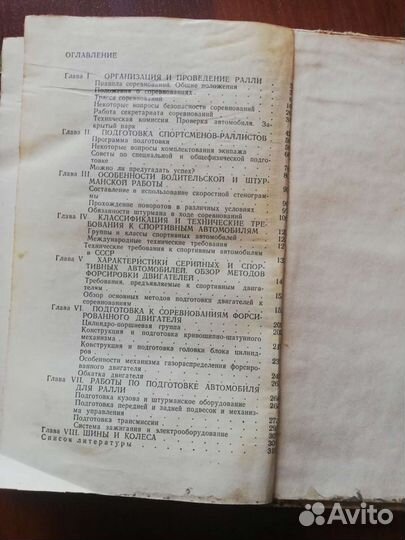 ОГЛАВЛЕНИЕ
Глава I ОРГАНИЗАЦИЯ И ПРОВЕДЕНИЕ РАЛЛИ
Правила соревнований. Общие положения
Положения о соревнованиях
Трасса соревнований
Некоторые вопросы безопасности соревнований
Работа секретариата соревнований
Техническая комиссия. Проверка автомобиля. Закрытый парк
Глава II ПОДГОТОВКА СПОРТСМЕНОВ-РАЛЛИСТОВ
Программа подготовки
Некоторые вопросы комплектования экипажа
Советы по специальной и общефизической подготовке
Можно ли предугадать успех?
Глава III ОСОБЕННОСТИ ВОДИТЕЛЬСКОЙ И ШТУРМАНСКОЙ РАБОТЫ
Составление и использование скоростной стенограммы
Прохождение поворотов в различных условиях
Обязанности штурмана в ходе соревнований
Глава IV КЛАССИФИКАЦИЯ И ТЕХНИЧЕСКИЕ ТРЕБОВАНИЯ К СПОРТИВНЫМ АВТОМОБИЛЯМ
Группы и классы спортивных автомобилей
Международные технические требования
Технические требования к спортивным автомобилям в СССР
Глава V ХАРАКТЕРИСТИКИ СЕРИЙНЫХ И СПОРТИВНЫХ АВТОМОБИЛЕЙ. ОБЗОР МЕТОДОВ ФОРСИРОВКИ ДВИГАТЕЛЕЙ
Требования, предъявляемые к спортивным двигателям
Обзор основных методов подготовки двигателей к соревнованиям
Глава VI ПОДГОТОВКА К СОРЕВНОВАНИЯМ ФОРСИРОВАННОГО ДВИГАТЕЛЯ
Цилиндро-поршневая группа
Конструкция и подготовка кривошипно-шатунного механизма
Конструкция и подготовка головки блока цилиндров
Особенности механизма газораспределения форсированного двигателя
Обкатка двигателя
Глава VII. РАБОТЫ ПО ПОДГОТОВКЕ АВТОМОБИЛЯ ДЛЯ РАЛЛИ
Подготовка кузова и штурманское оборудование
Подготовка передней и задней подвесок и механизма управления
Подготовка трансмиссии
Система зажигания и электрооборудование
Глава VIII. ШИНЫ И КОЛЕСА
Список литературы
Avito